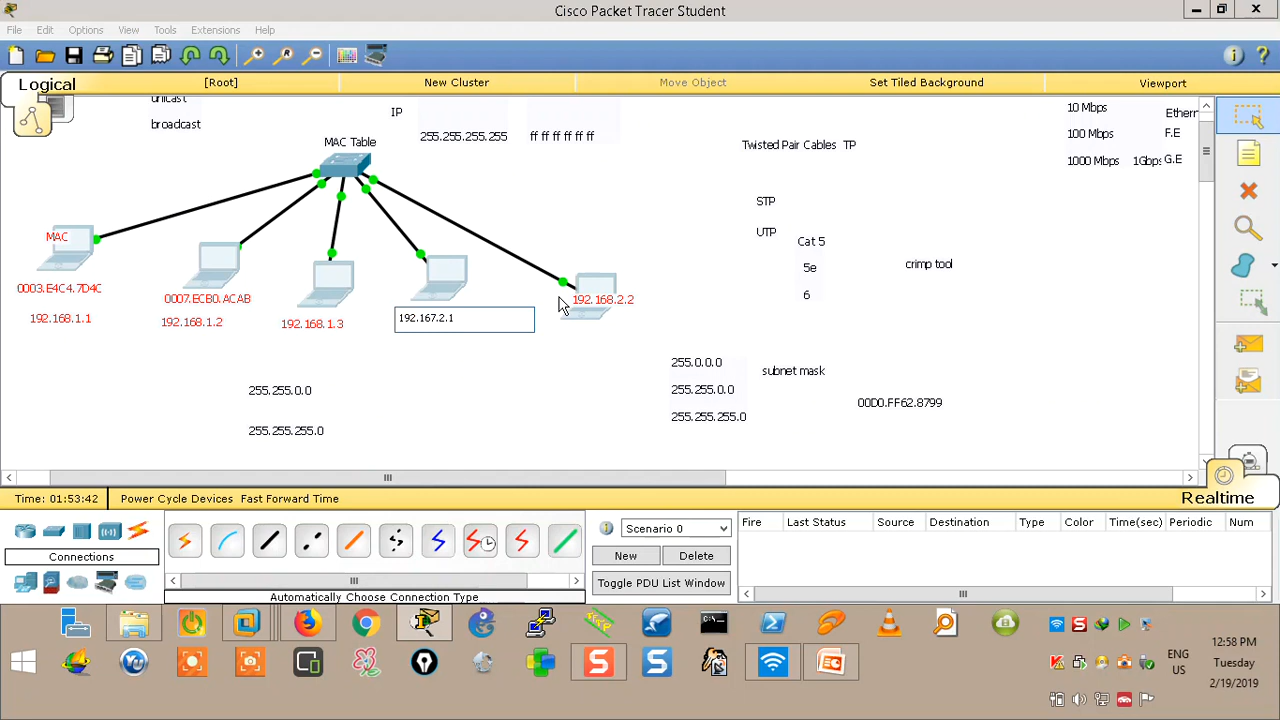 Cisco Packet Tracer Student
File Edit Options View Tools Extensions Help
Logical [Root] New Cluster Move Object Set Tiled Background Viewport
unicast
broadcast
IP
255.255.255.255 ff ff ff ff ff ff
MAC Table
Twisted Pair Cables TP
STP
UTP
Cat 5
5e
6
crimp tool
10 Mbps Ethern
100 Mbps F.E
1000 Mbps 1Gbps G.E
MAC
0003.E4C4.7D4C
192.168.1.1
0007.ECB0.ACAB
192.168.1.2
192.168.1.3
192.167.2.1
192.168.2.2
255.255.0.0
255.255.255.0
255.0.0.0
255.255.0.0
255.255.255.0
subnet mask
00D0.FF62.8799
Time: 01:53:42 Power Cycle Devices Fast Forward Time
Realtime
Connections
Automatically Choose Connection Type
Scenario 0
New Delete
Toggle PDU List Window
Fire Last Status Source Destination Type Color Time(sec) Periodic Num
ENG
US
12:58 PM
Tuesday
2/19/2019